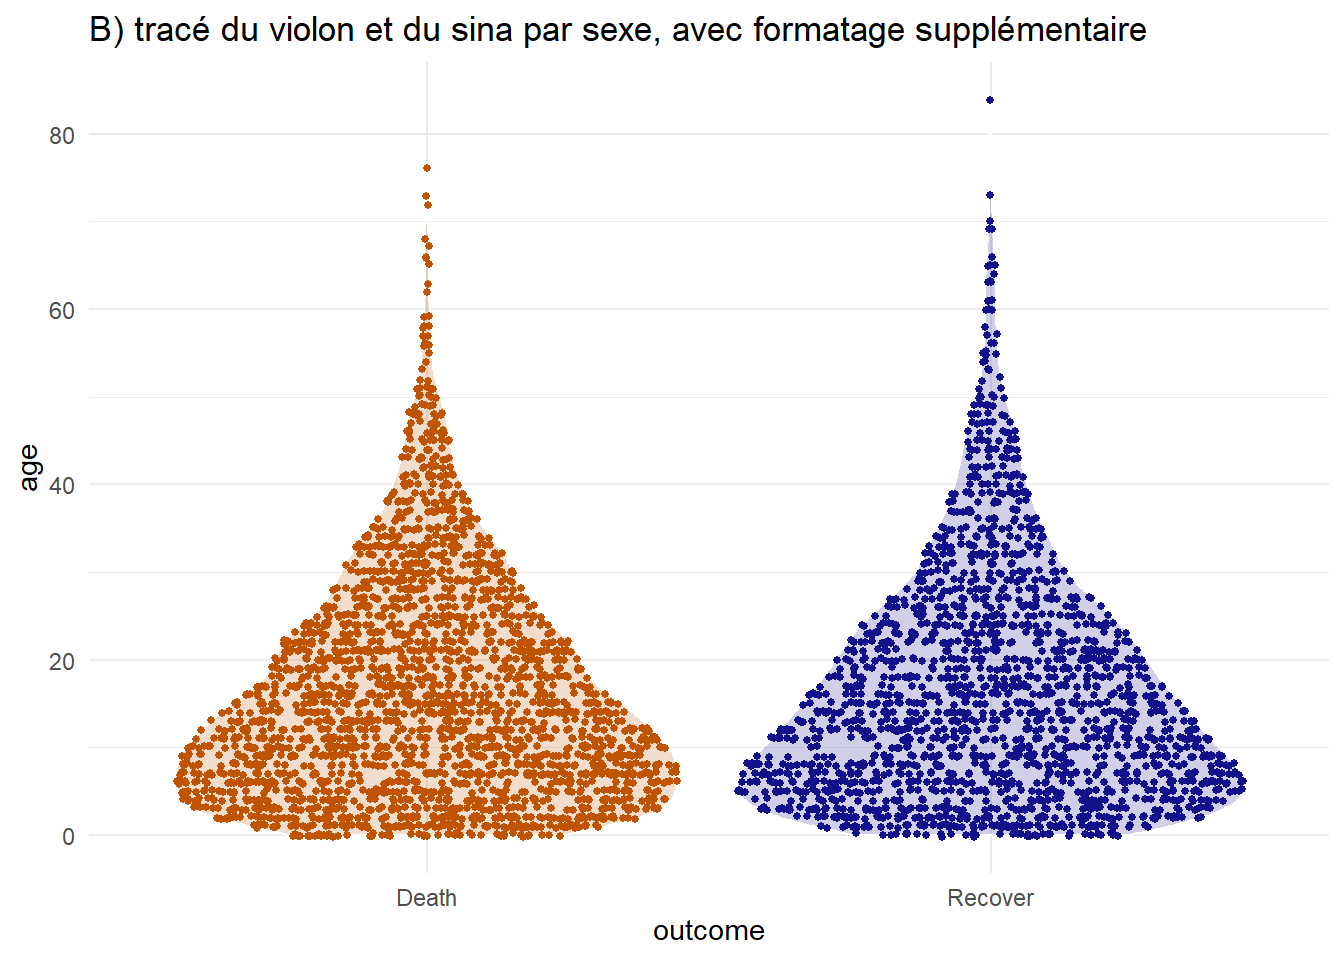 B) tracé du violon et du sina par sexe, avec formatage supplémentaire
80
60
40
20
0
age
Death
Recover
outcome